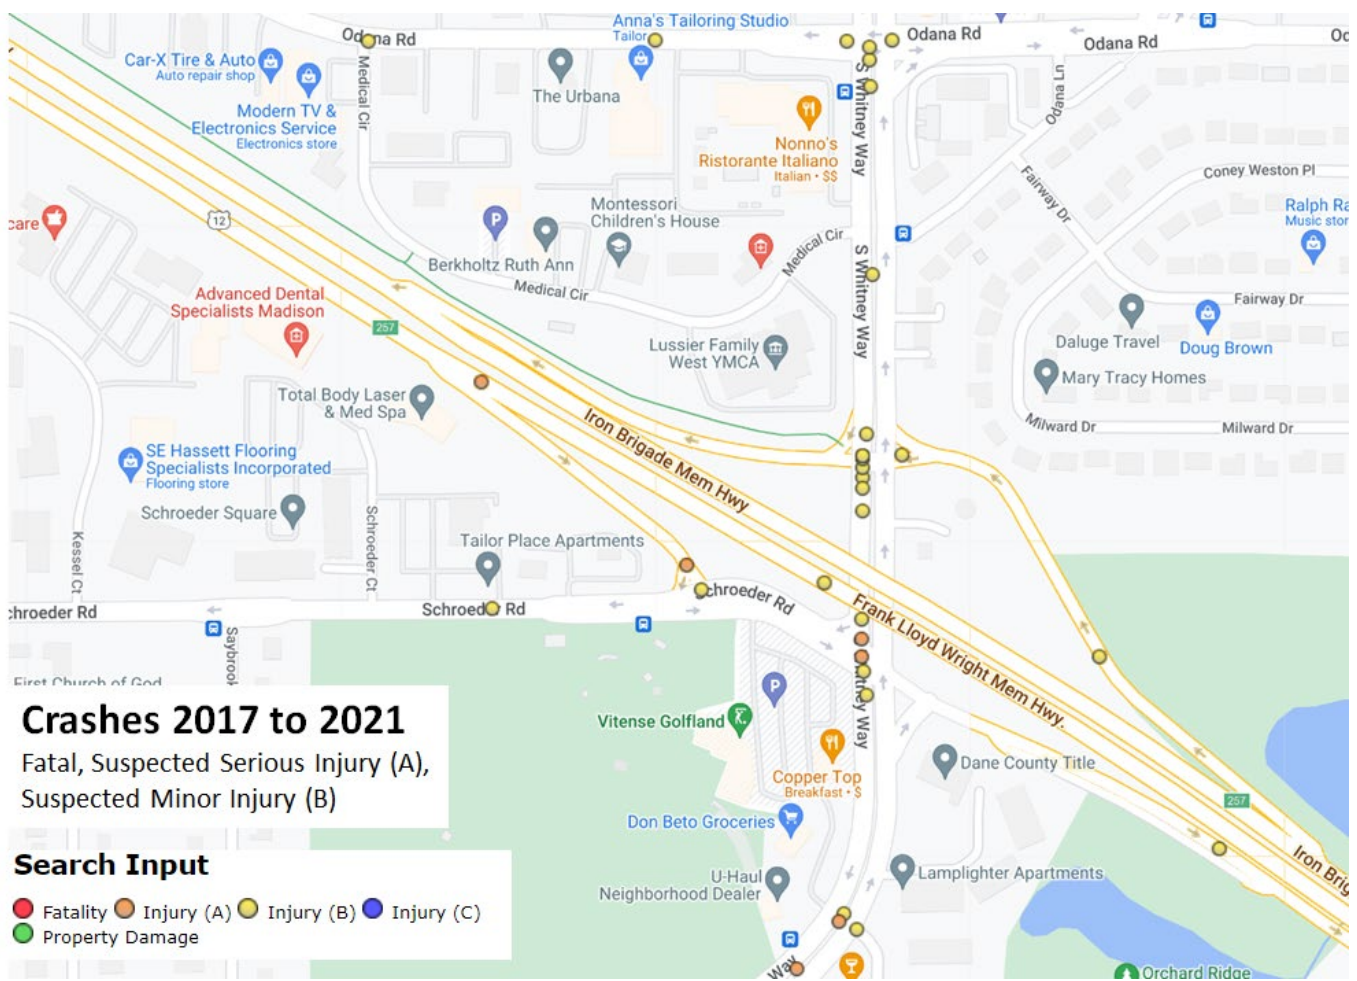 Anna's Tailoring Studio
Tailor
Odana Rd
Odana Rd
Odana Rd
Car-X Tire & Auto
Auto repair shop
Medical Cir
The Urbana
S Whitney Way
Odana Ln
Modern TV &
Electronics Service
Electronics store
Nonno's
Ristorante Italiano
Italian • $$
Coney Weston Pl
Fairway Dr
Montessori
Children's House
Ralph Ra
Music stor
care
12
P
Medical Cir
Berkholtz Ruth Ann
Medical Cir
S Whitney Way
Advanced Dental
Specialists Madison
Fairway Dr
257
Lussier Family
West YMCA
Daluge Travel
Doug Brown
Mary Tracy Homes
Total Body Laser
& Med Spa
Iron Brigade Mem Hwy
Milward Dr
Milward Dr
SE Hassett Flooring
Specialists Incorporated
Flooring store
Schroeder Square
Schroeder Ct
Kessel Ct
Tailor Place Apartments
chroeder Rd
Schroeder Rd
Schroeder Rd
Frank Lloyd Wright Mem Hwy.
Saybrook
First Church of God
P
Whitney Way
Vitense Golfland
Crashes 2017 to 2021
Fatal, Suspected Serious Injury (A),
Suspected Minor Injury (B)
Copper Top
Breakfast • $
Dane County Title
257
Don Beto Groceries
Iron Brig
Search Input
U-Haul
Neighborhood Dealer
Lamplighter Apartments
Fatality Injury (A) Injury (B) Injury (C)
Property Damage
Way
Orchard Ridge